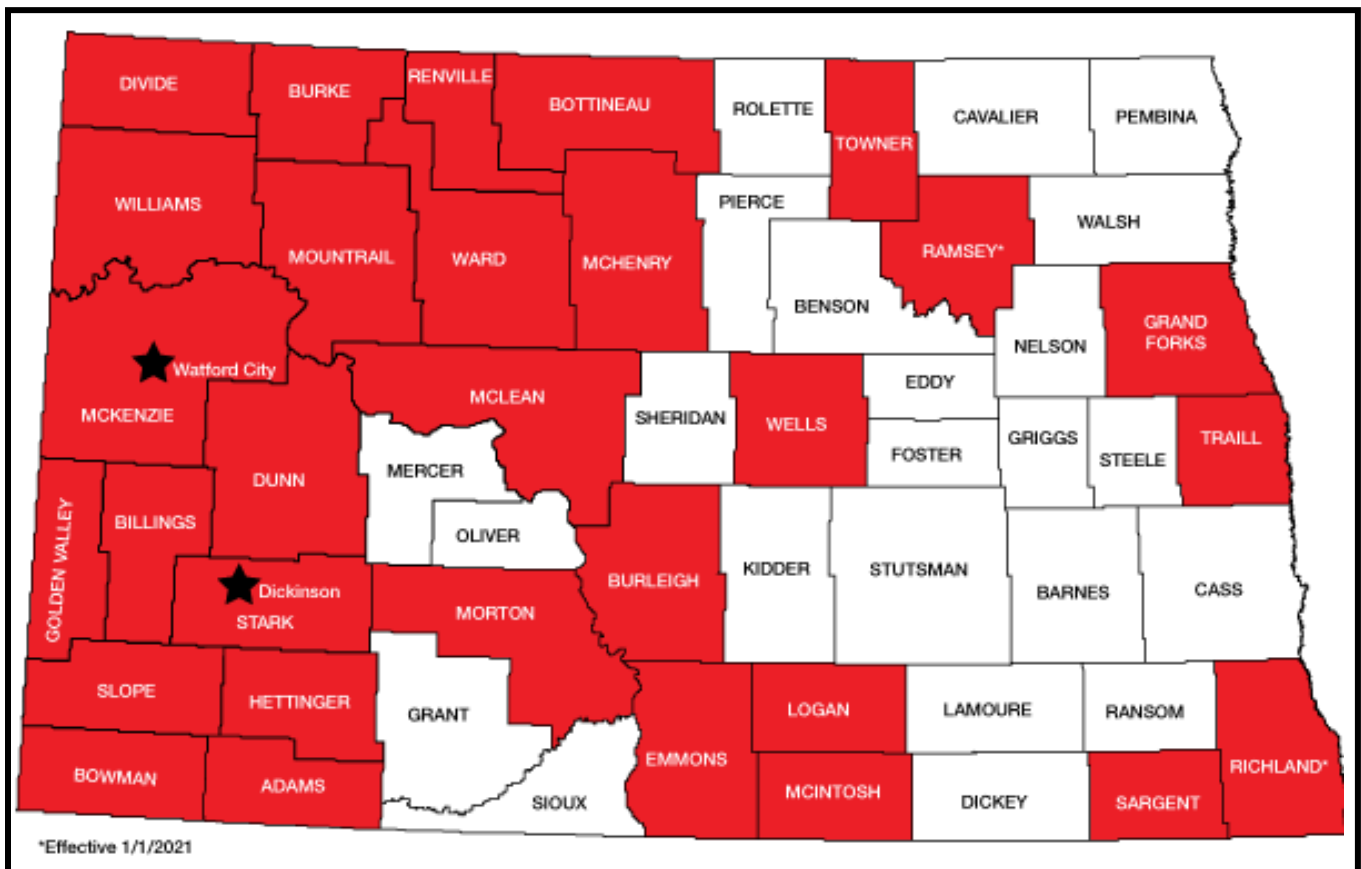 DIVIDE
BURKE
RENVILLE
BOTTINEAU
ROLETTE
TOWNER
CAVALIER
PEMBINA
WILLIAMS
MOUNTRAIL
WARD
MCHENRY
PIERCE
BENSON
RAMSEY*
WALSH
NELSON
GRAND
FORKS
Watford City
MCKENZIE
DUNN
MCLEAN
MERCER
OLIVER
SHERIDAN
WELLS
EDDY
FOSTER
GRIGGS
STEELE
TRAILL
GOLDEN VALLEY
BILLINGS
Dickinson
STARK
MORTON
BURLEIGH
KIDDER
STUTSMAN
BARNES
CASS
SLOPE
HETTINGER
GRANT
EMMONS
LOGAN
LAMOURE
RANSOM
RICHLAND*
BOWMAN
ADAMS
SIOUX
MCINTOSH
DICKEY
SARGENT
*Effective 1/1/2021